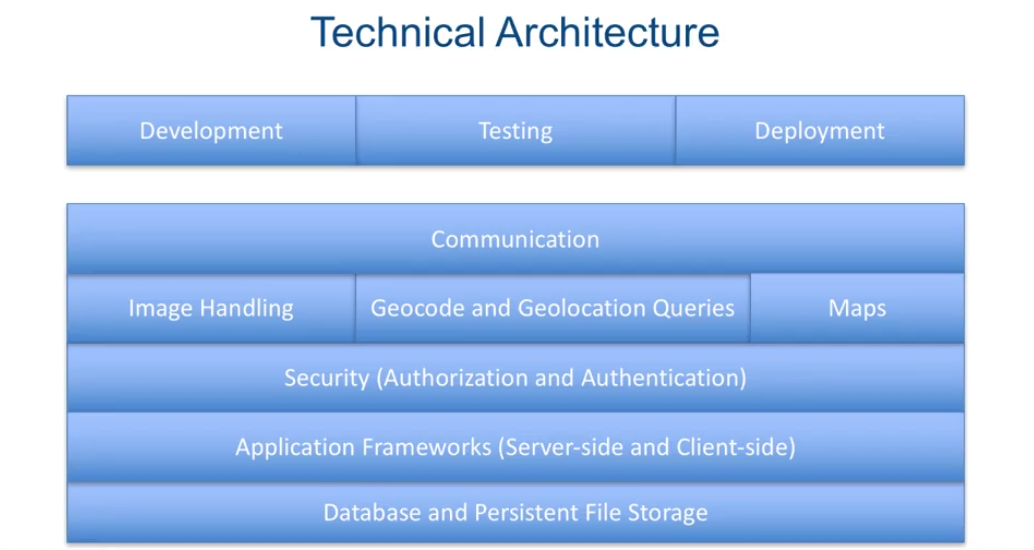 Technical Architecture
Development
Testing
Deployment
Communication
Image Handling
Geocode and Geolocation Queries
Maps
Security (Authorization and Authentication)
Application Frameworks (Server-side and Client-side)
Database and Persistent File Storage